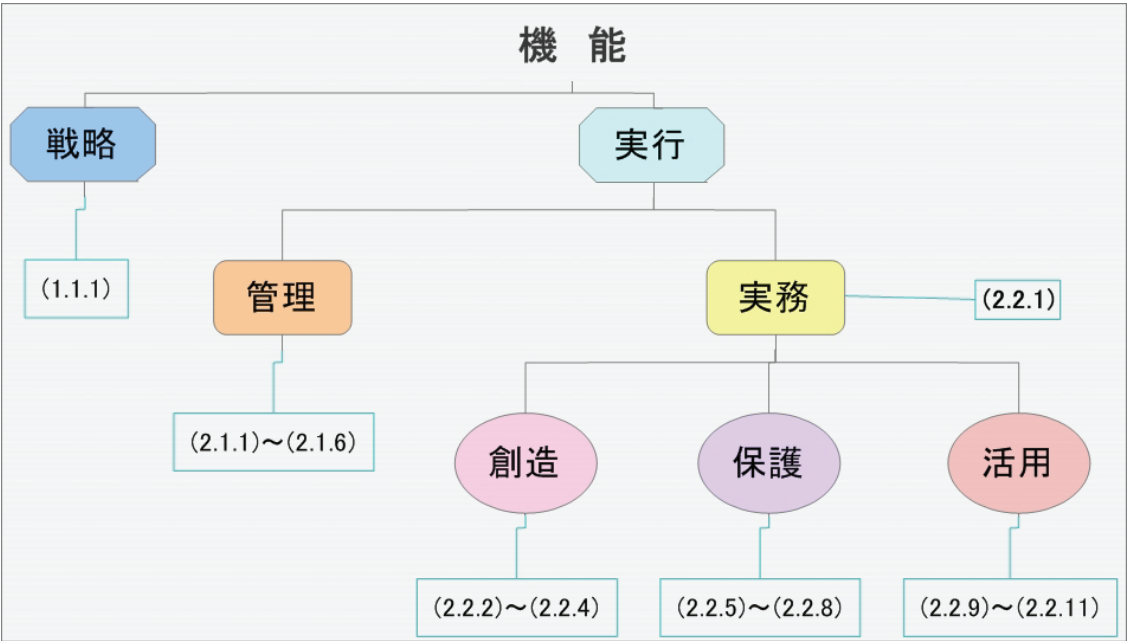 機 能
戦略
実行
(1.1.1)
管理
実務
(2.2.1)
(2.1.1)～(2.1.6)
創造
保護
活用
(2.2.2)～(2.2.4)
(2.2.5)～(2.2.8)
(2.2.9)～(2.2.11)